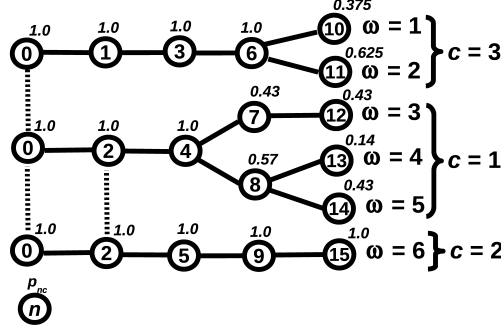 0.375
1.0 1.0 1.0 1.0 10 ω = 1
0 1 3 6 c = 3
0.625
11 ω = 2
0.43 0.43
7 12 ω = 3
1.0 1.0 1.0
0 2 4 0.14
0.57 13 ω = 4 c = 1
8 0.43
14 ω = 5
1.0 1.0 1.0 1.0 1.0
0 2 5 9 15 ω = 6 c = 2
pnc
n